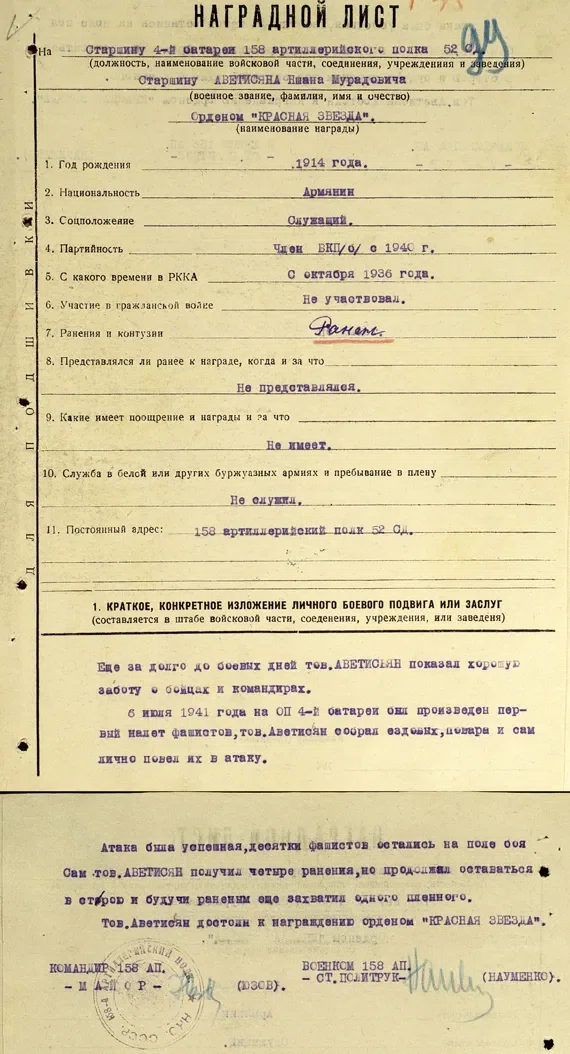 НАГРАДНОЙ ЛИСТ
На Старшину 4-й батареи 158 артиллерийского полка 52 С.
(должность, наименование войсковой части, соединения, учреждения и заведения)
Старшину АВЕТИСЯНА Ншана Мурадовича
(военное звание, фамилия, имя и очество)
Орденом "КРАСНАЯ ЗВЕЗДА".
(наименование награды)
1. Год рождения 1914 года.
2. Национальность Армянин
3. Соцположение Служащий.
4. Партийность Член ВКП/б/ с 1940 г.
5. С какого времени в РККА С октября 1936 года.
6. Участие в гражданской войне Не участвовал.
7. Ранения и контузии Ранен.
8. Представлялся ли ранее к награде, когда и за что
Не представлялся.
9. Какие имеет поощрение и награды и за что
Не имеет.
10. Служба в белой или других буржуазных армиях и пребывание в плену
Не служил.
11. Постоянный адрес: 158 артиллерийский полк 52 СД.
ДЛЯ ПОДШИВКИ
1. КРАТКОЕ, КОНКРЕТНОЕ ИЗЛОЖЕНИЕ ЛИЧНОГО БОЕВОГО ПОДВИГА ИЛИ ЗАСЛУГ
(составляется в штабе войсковой части, соеденения, учреждения, или заведеня)
Еще за долго до боевых дней тов.АВЕТИСЯН показал хорошую
заботу о бойцах и командирах.
6 июля 1941 года на ОП 4-й батареи был произведен пер-
вый налет фашистов,тов.Аветисян собрал ездовых,повара и сам
лично повел их в атаку.
Атака была успешная,десятки фашистов остались на поле боя
Сам тов.АВЕТИСЯН получил четыре ранения,но продолжал оставаться
в строю и будучи раненым еще захватил одного пленного.
Тов.Аветисян достоин к награждению орденом "КРАСНАЯ ЗВЕЗДА".
КОМАНДИР 158 АП.
- МАЙОР - (ЮЗОВ).
ВОЕНКОМ 158 АП.
- СТ.ПОЛИТРУК- (НАУМЕНКО).